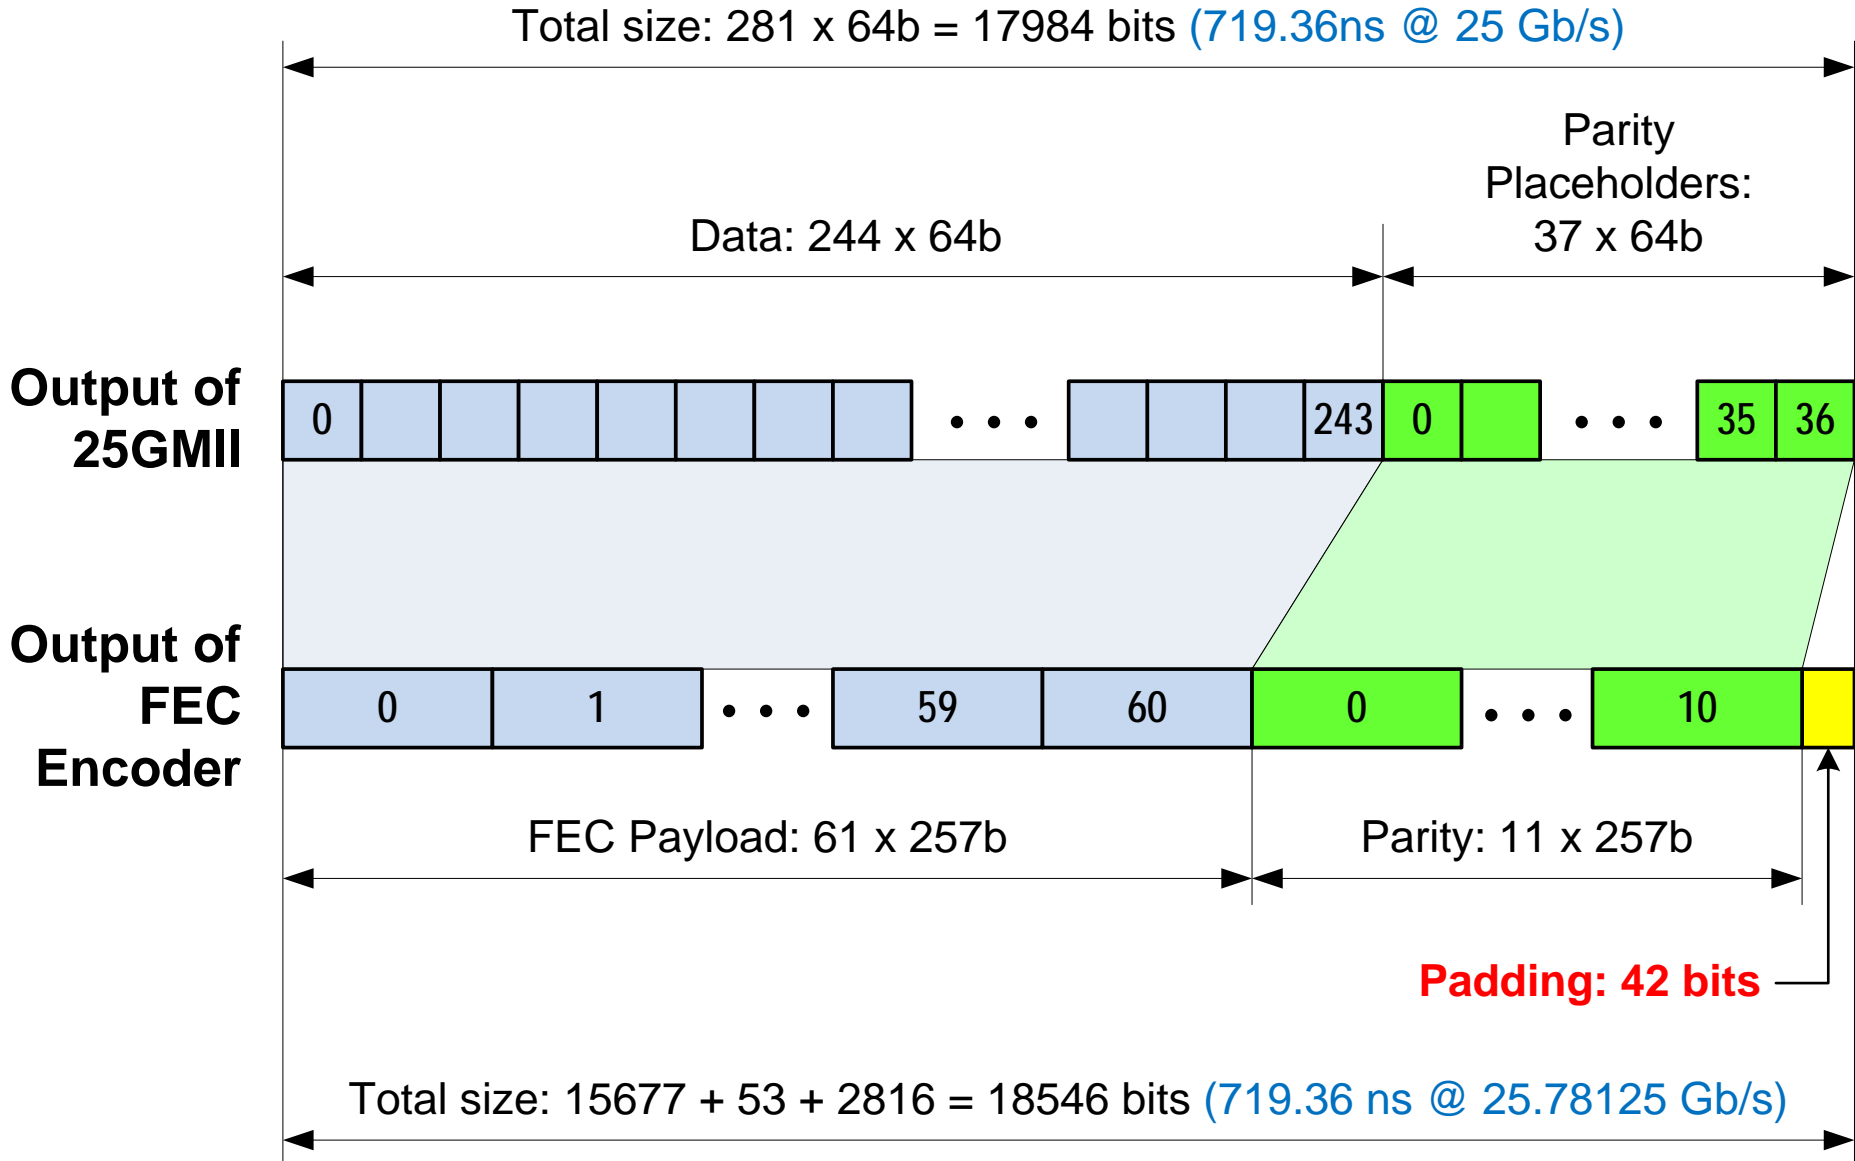 Total size: 281 x 64b = 17984 bits (719.36ns @ 25 Gb/s)
Parity
Placeholders:
37 x 64b
Data: 244 x 64b
Output of
25GMII
0
243
0
35
36
Output of
FEC
Encoder
0
1
59
60
0
10
FEC Payload: 61 x 257b
Parity: 11 x 257b
Padding: 42 bits
Total size: 15677 + 53 + 2816 = 18546 bits (719.36 ns @ 25.78125 Gb/s)